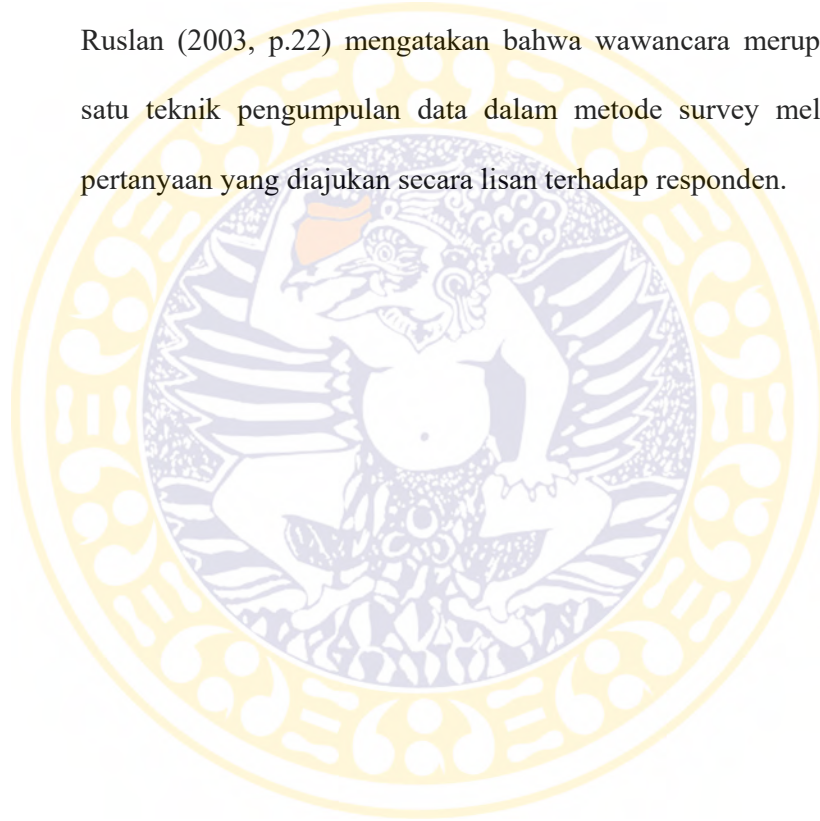 Ruslan (2003, p.22) mengatakan bahwa wawancara merup
satu teknik pengumpulan data dalam metode survey mel
pertanyaan yang diajukan secara lisan terhadap responden.